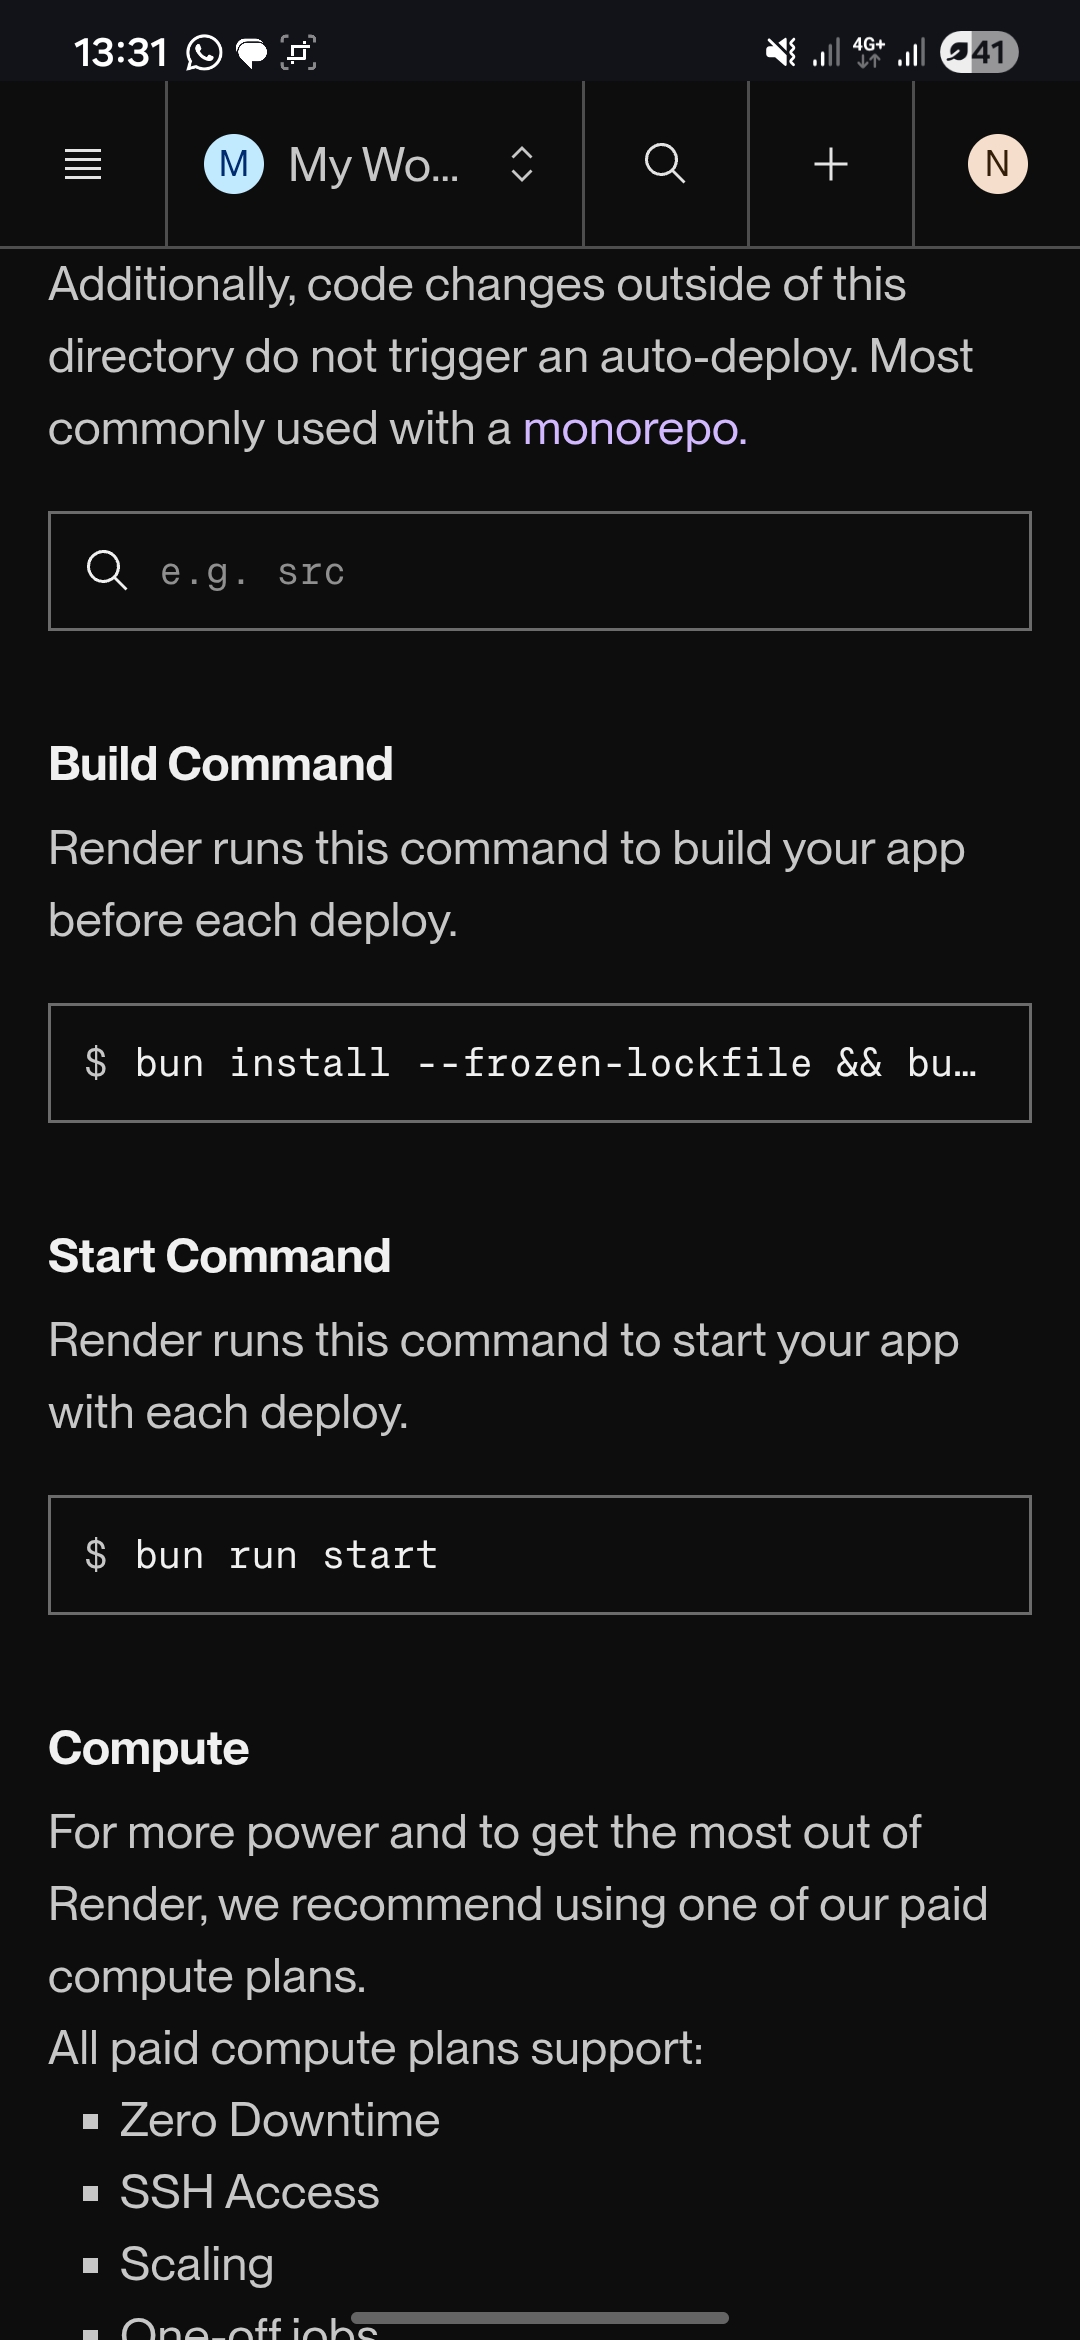 13:31 4G+ 41
M My Wo... N
Additionally, code changes outside of this
directory do not trigger an auto-deploy. Most
commonly used with a monorepo.
e.g. src
Build Command
Render runs this command to build your app
before each deploy.
$ bun install --frozen-lockfile && bu…
Start Command
Render runs this command to start your app
with each deploy.
$ bun run start
Compute
For more power and to get the most out of
Render, we recommend using one of our paid
compute plans.
All paid compute plans support:
Zero Downtime
SSH Access
Scaling
One-off jobs